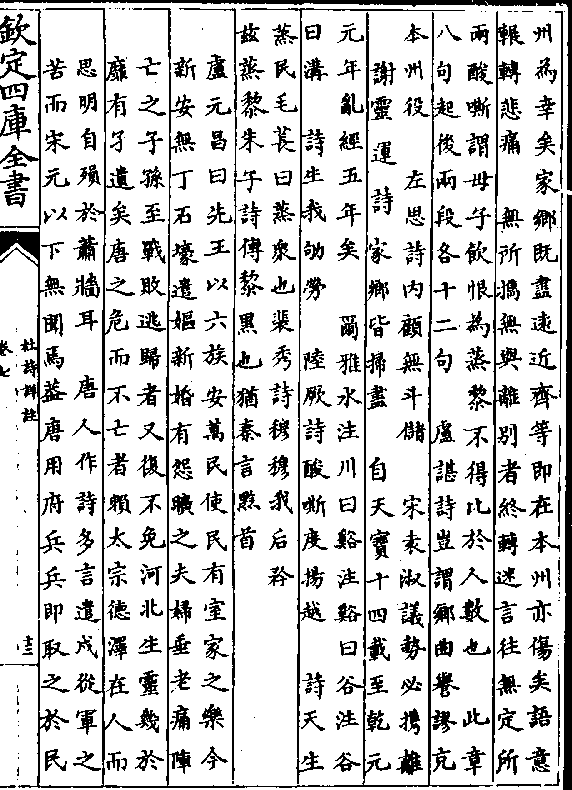 州為幸矣家鄉既盡遠近齊等即在本州亦傷矣語意
輾轉悲痛　無所攜無與離别者終轉迷言往無定所
兩酸嘶謂母子飲恨為蒸黎不得比於人數也　此章
八句起後兩段各十二句　盧諶詩豈謂鄉曲譽謬充
本州役　左思詩内顧無斗儲　宋袁淑議勢必攜離
謝靈運詩家鄉皆掃盡　自天寶十四載至乾元
元年亂經五年矣　爾雅水注川曰谿注谿曰谷注谷
曰溝　詩生我劬勞　陸厥詩酸嘶度揚越　詩天生
蒸民毛萇曰蒸衆也裴秀詩穆穆我后矜
兹蒸黎朱子詩傳黎黑也猶秦言黔首
盧元昌曰先王以六族安萬民使民有室家之樂今
新安無丁石壕遣嫗新婚有怨曠之夫婦垂老痛陣
亡之子孫至戰敗逃歸者又復不免河北生靈幾於
靡有孑遺矣唐之危而不亡者賴太宗德澤在人而
思明自殞於蕭牆耳　唐人作詩多言遣戍從軍之
苦而宋元以下無聞焉葢唐用府兵兵即取之於民
欽定四庫全書
杜詩詳註
卷七
十三